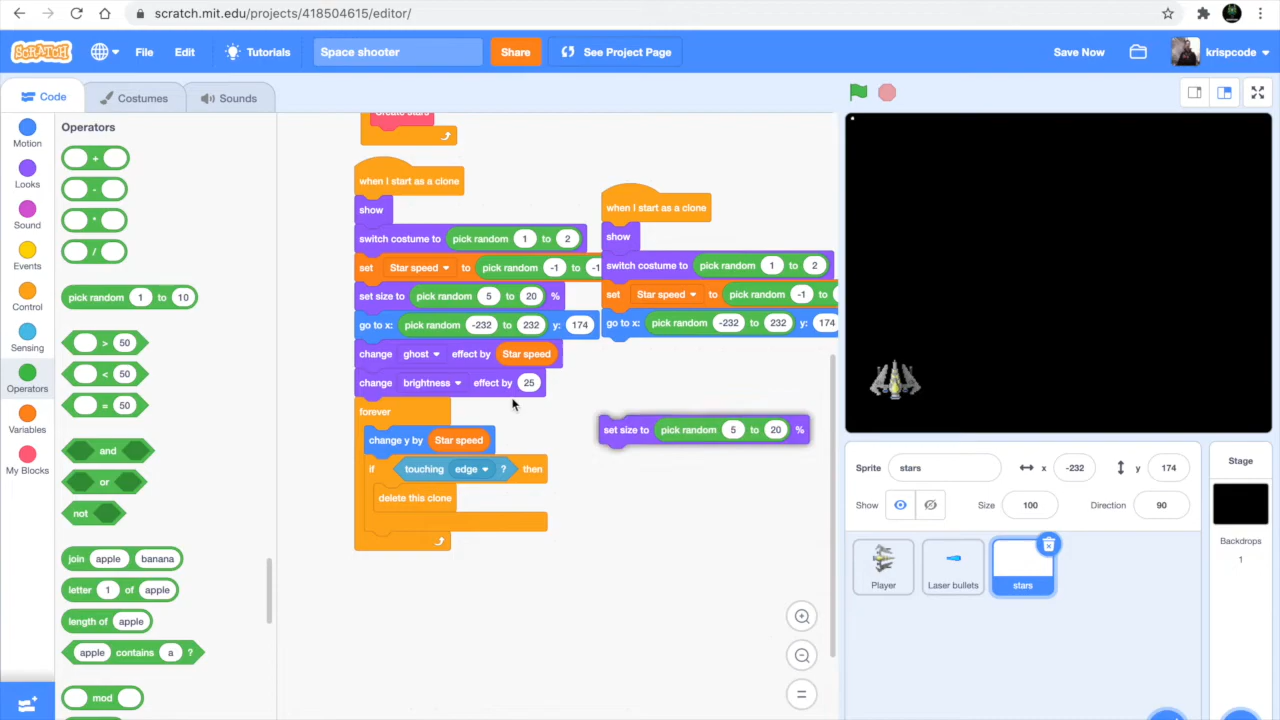 scratch.mit.edu/projects/418504615/editor/
SCRATCH
File
Edit
Tutorials
Space shooter
Share
See Project Page
Save Now
krispcode
Code
Costumes
Sounds
Motion
Looks
Sound
Events
Control
Sensing
Operators
Variables
My Blocks
Operators
+
-
*
/
pick random 1 to 10
> 50
< 50
= 50
and
or
not
join apple banana
letter 1 of apple
length of apple
apple contains a ?
mod
Create stars
when I start as a clone
show
switch costume to pick random 1 to 2
set Star speed to pick random -1 to
set size to pick random 5 to 20 %
go to x: pick random -232 to 232 y: 174
change ghost effect by Star speed
change brightness effect by 25
forever
change y by Star speed
if touching edge ? then
delete this clone
when I start as a clone
show
switch costume to pick random 1 to 2
set Star speed to pick random -1 to
go to x: pick random -232 to 232 y: 174
set size to pick random 5 to 20 %
Sprite stars x -232 y 174
Show Size 100 Direction 90
Player
Laser bullets
stars
Stage
Backdrops
1